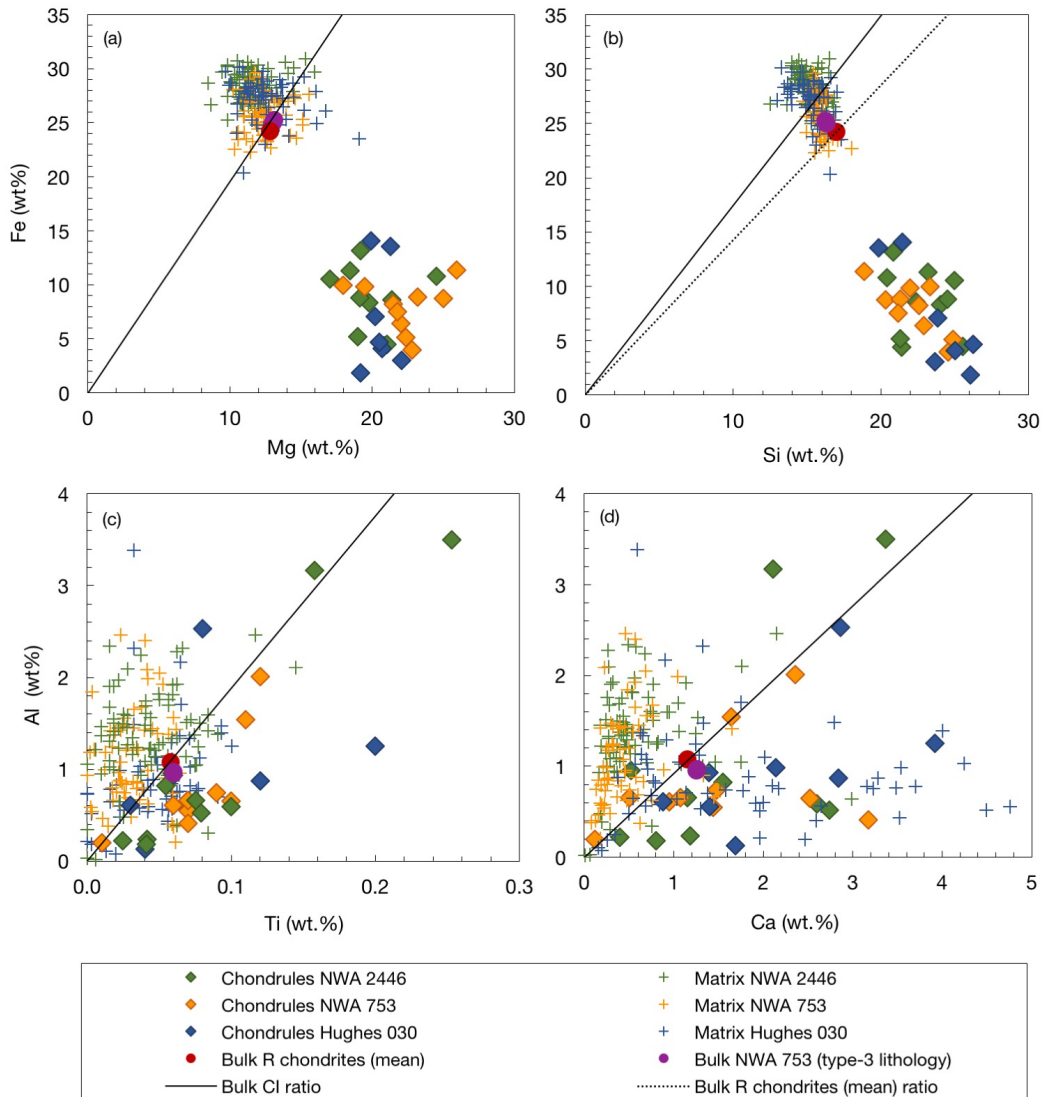 (a)
35
30
25
20
15
10
5
0
Fe (wt%)
0 10 20 30
Mg (wt.%)
(b)
35
30
25
20
15
10
5
0
0 10 20 30
Si (wt.%)
(c)
4
3
2
1
0
Al (wt%)
0.0 0.1 0.2 0.3
Ti (wt.%)
(d)
4
3
2
1
0
0 1 2 3 4 5
Ca (wt.%)
Chondrules NWA 2446
Chondrules NWA 753
Chondrules Hughes 030
Bulk R chondrites (mean)
Bulk CI ratio
Matrix NWA 2446
Matrix NWA 753
Matrix Hughes 030
Bulk NWA 753 (type-3 lithology)
Bulk R chondrites (mean) ratio